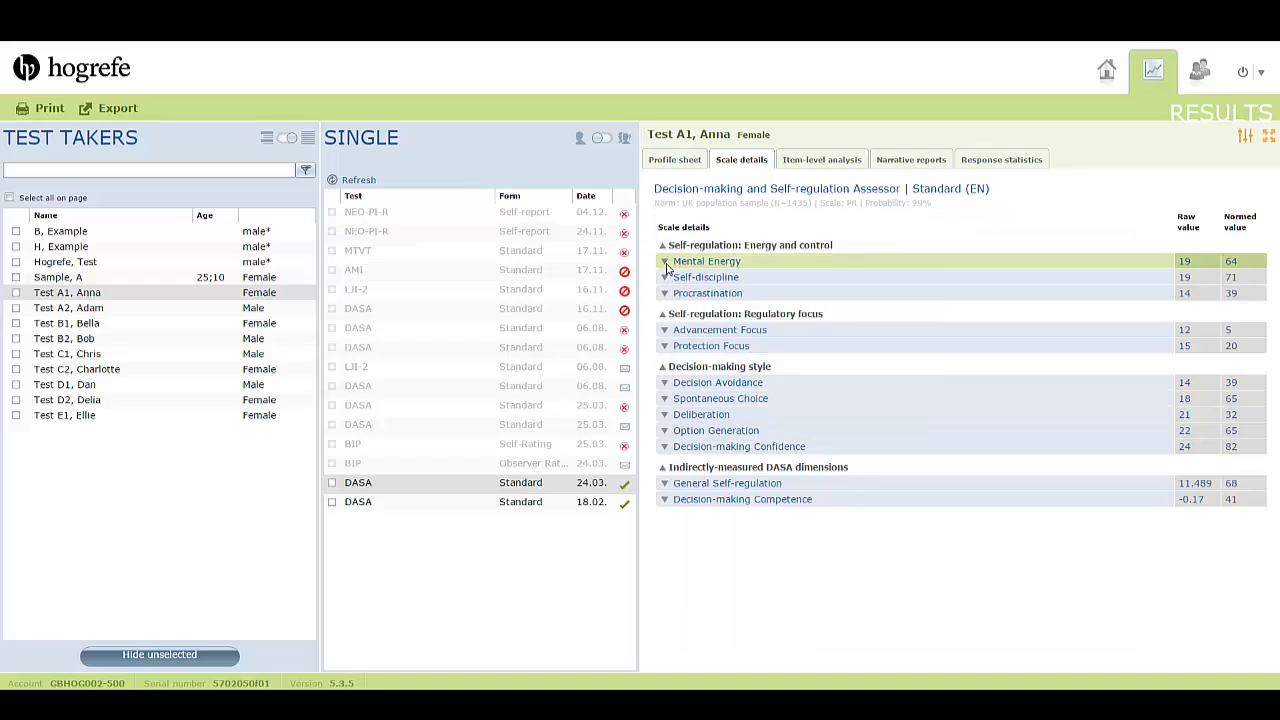 hogrefe
Print Export
RESULTS
TEST TAKERS
Select all on page
Name Age
B, Example male*
H, Example male*
Hogrefe, Test male*
Sample, A 25;10 Female
Test A1, Anna Female
Test A2, Adam Male
Test B1, Bella Female
Test B2, Bob Male
Test C1, Chris Male
Test C2, Charlotte Female
Test D1, Dan Male
Test D2, Delia Female
Test E1, Ellie Female
Hide unselected
SINGLE
Refresh
Test Form Date
NEO-PI-R Self-report 04.12.
NEO-PI-R Self-report 24.11.
MTVT Standard 17.11.
AMI Standard 17.11.
LJI-2 Standard 16.11.
DASA Standard 16.11.
DASA Standard 06.08.
DASA Standard 06.08.
LJI-2 Standard 06.08.
DASA Standard 06.08.
DASA Standard 25.03.
DASA Standard 25.03.
BIP Self-Rating 25.03.
BIP Observer Rat... 24.03.
DASA Standard 24.03.
DASA Standard 18.02.
Test A1, Anna Female
Profile sheet Scale details Item-level analysis Narrative reports Response statistics
Decision-making and Self-regulation Assessor | Standard (EN)
Norm: UK population sample (N=1435) | Scale: PR | Probability: 99%
Scale details Raw value Normed value
Self-regulation: Energy and control
Mental Energy 19 64
Self-discipline 19 71
Procrastination 14 39
Self-regulation: Regulatory focus
Advancement Focus 12 5
Protection Focus 15 20
Decision-making style
Decision Avoidance 14 39
Spontaneous Choice 18 65
Deliberation 21 32
Option Generation 22 65
Decision-making Confidence 24 82
Indirectly-measured DASA dimensions
General Self-regulation 11.489 68
Decision-making Competence -0.17 41
Account GBHOG002-500 Serial number 5702050f01 Version 5.3.5